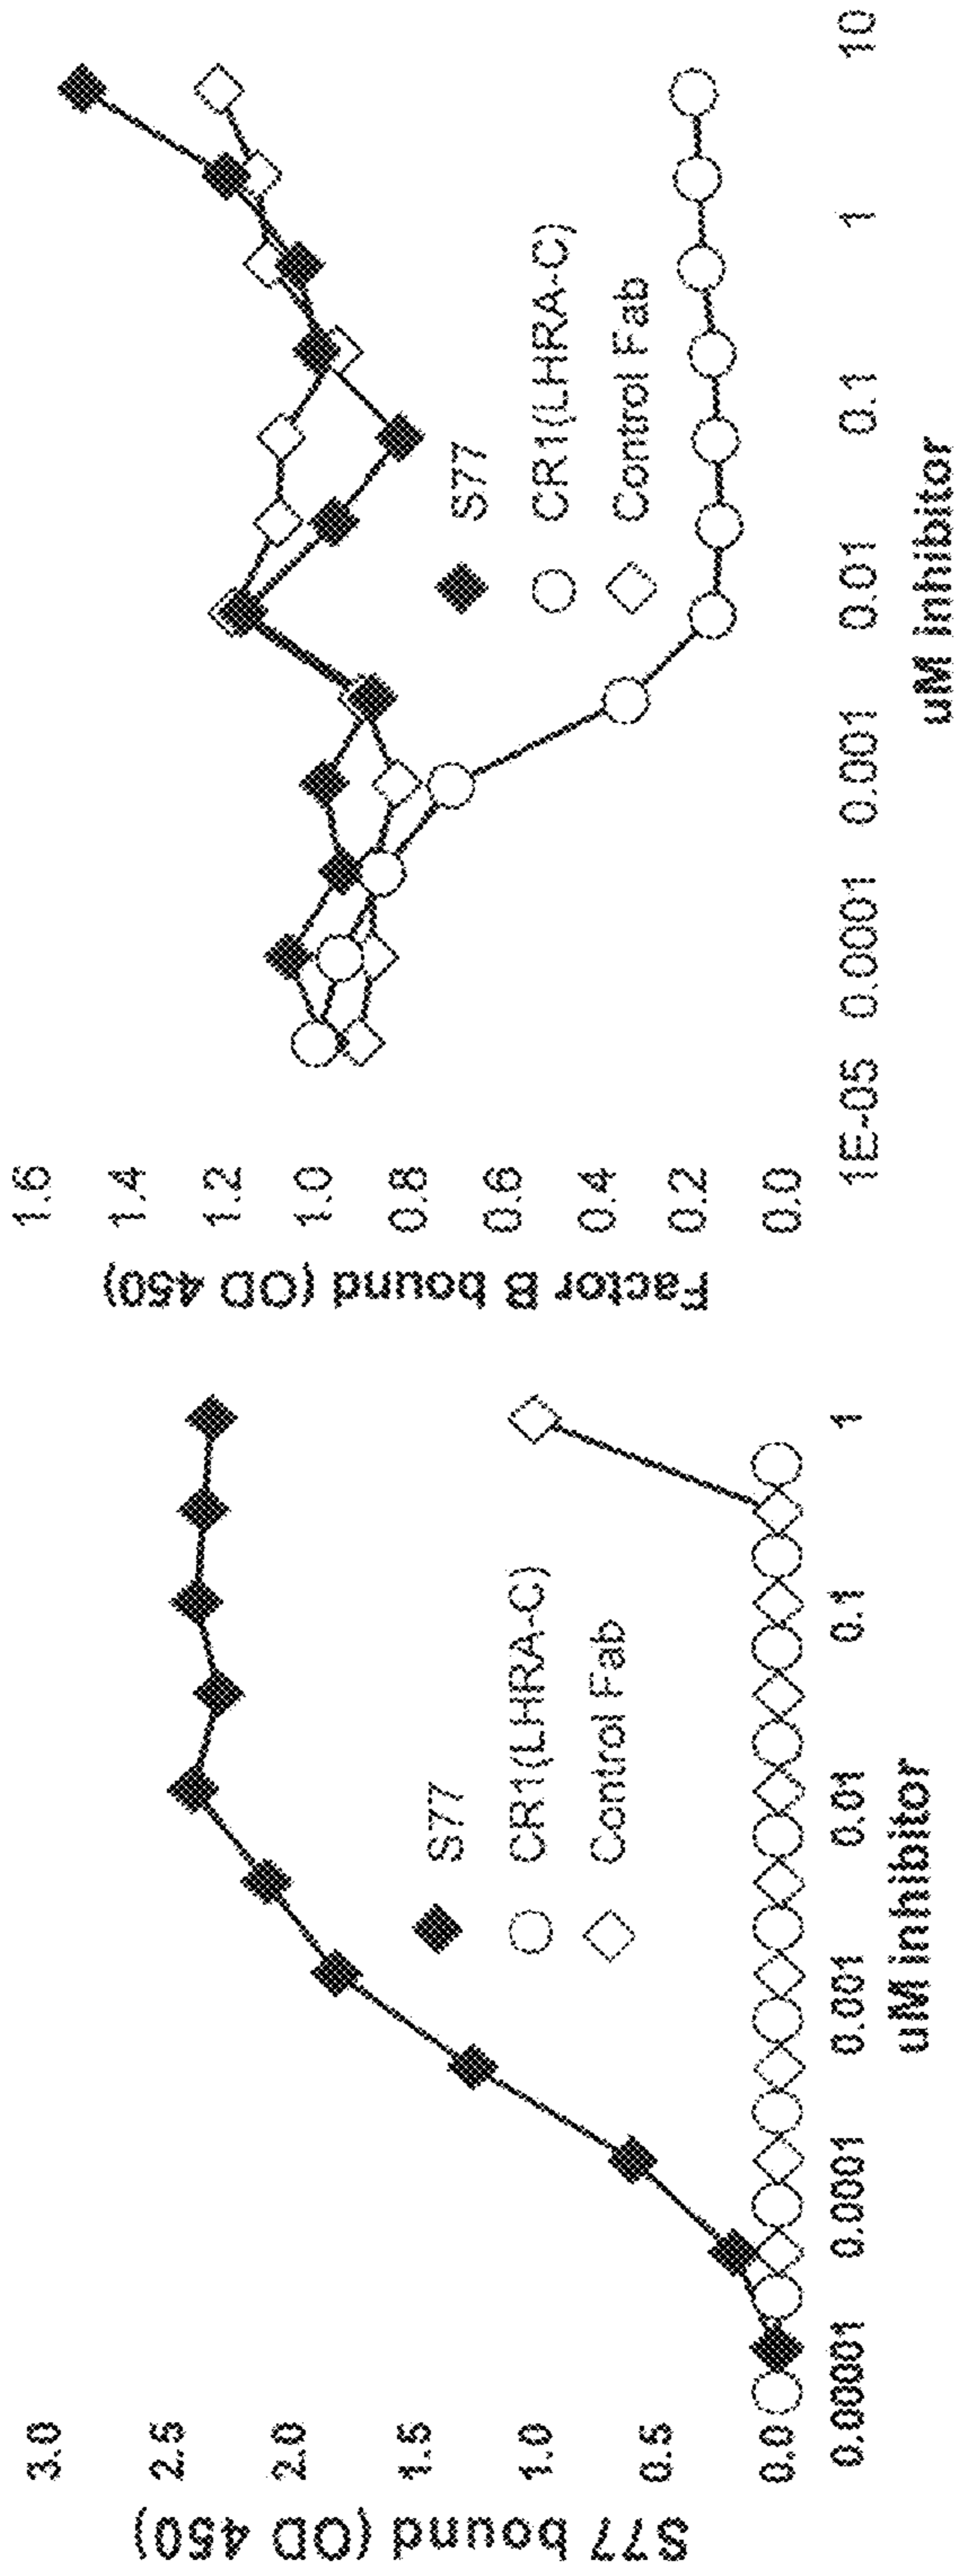 S77 bound (OD 450)
3.0
2.5
2.0
1.5
1.0
0.5
0.0
S77
CR1(LHRA-C)
Control Fab
0.00001 0.0001 0.001 0.01 0.1 1
uM inhibitor
Factor B bound (OD 450)
1.6
1.4
1.2
1.0
0.8
0.6
0.4
0.2
0.0
S77
CR1(LHRA-C)
Control Fab
1E-05 0.0001 0.001 0.01 0.1 1 10
uM inhibitor